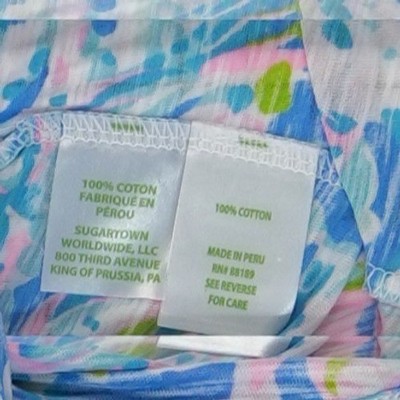 100% COTON
FABRIQUÉ EN
PÉROU
SUGARTOWN
WORLDWIDE, LLC
800 THIRD AVENUE
KING OF PRUSSIA, PA
100% COTTON
MADE IN PERU
RN# 88189
SEE REVERSE
FOR CARE